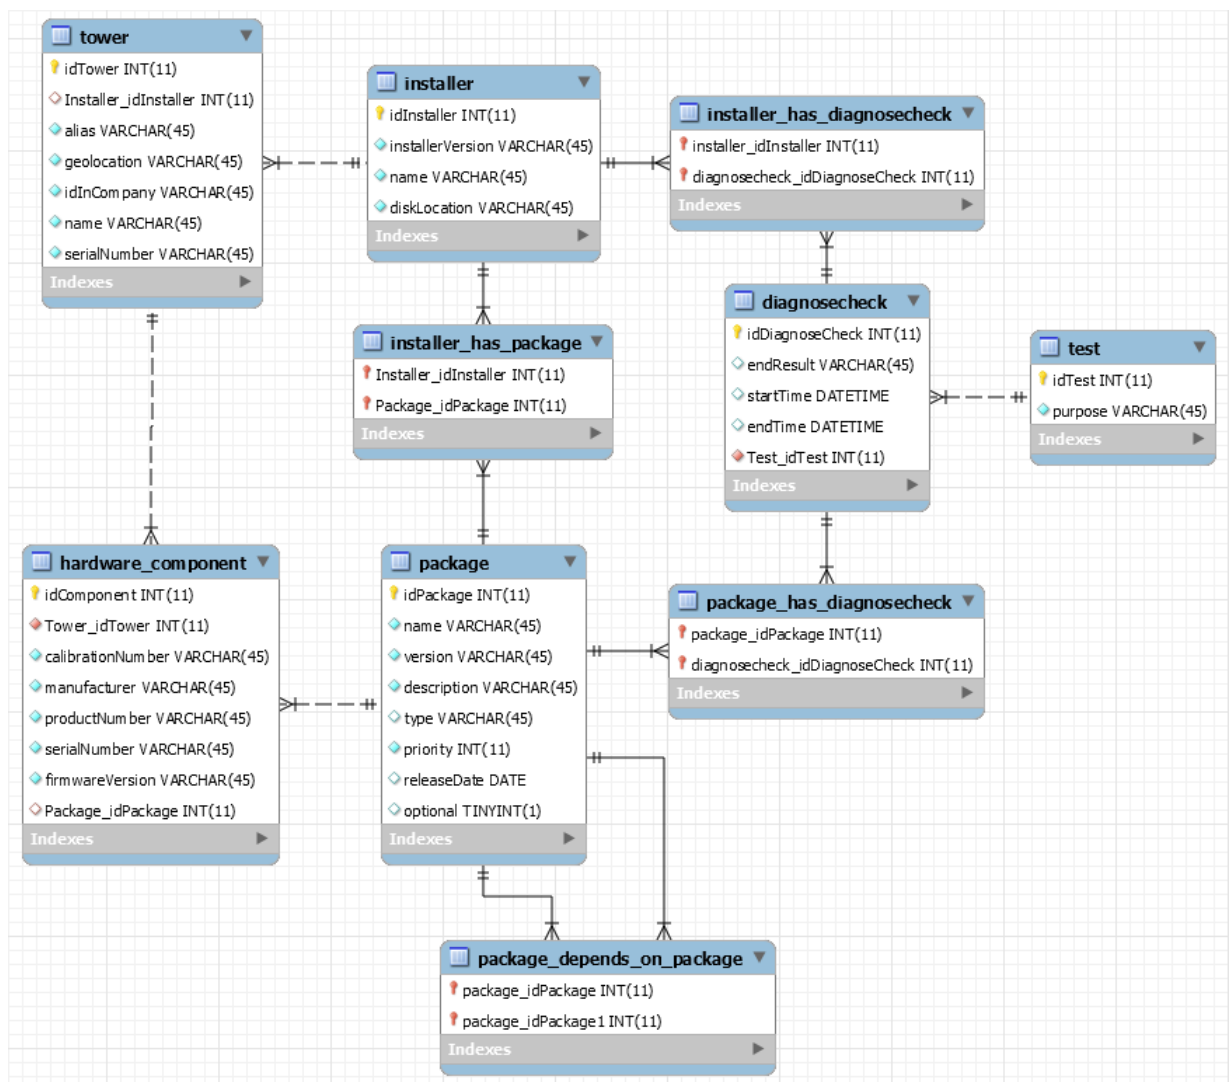 tower
idTower INT(11)
Installer_idInstaller INT(11)
alias VARCHAR(45)
geolocation VARCHAR(45)
idInCompany VARCHAR(45)
name VARCHAR(45)
serialNumber VARCHAR(45)
Indexes
installer
idInstaller INT(11)
installerVersion VARCHAR(45)
name VARCHAR(45)
diskLocation VARCHAR(45)
Indexes
installer_has_diagnosecheck
installer_idInstaller INT(11)
diagnosecheck_idDiagnoseCheck INT(11)
Indexes
installer_has_package
Installer_idInstaller INT(11)
Package_idPackage INT(11)
Indexes
diagnosecheck
idDiagnoseCheck INT(11)
endResult VARCHAR(45)
startTime DATETIME
endTime DATETIME
Test_idTest INT(11)
Indexes
test
idTest INT(11)
purpose VARCHAR(45)
Indexes
hardware_component
idComponent INT(11)
Tower_idTower INT(11)
calibrationNumber VARCHAR(45)
manufacturer VARCHAR(45)
productNumber VARCHAR(45)
serialNumber VARCHAR(45)
firmwareVersion VARCHAR(45)
Package_idPackage INT(11)
Indexes
package
idPackage INT(11)
name VARCHAR(45)
version VARCHAR(45)
description VARCHAR(45)
type VARCHAR(45)
priority INT(11)
releaseDate DATE
optional TINYINT(1)
Indexes
package_has_diagnosecheck
package_idPackage INT(11)
diagnosecheck_idDiagnoseCheck INT(11)
Indexes
package_depends_on_package
package_idPackage INT(11)
package_idPackage1 INT(11)
Indexes